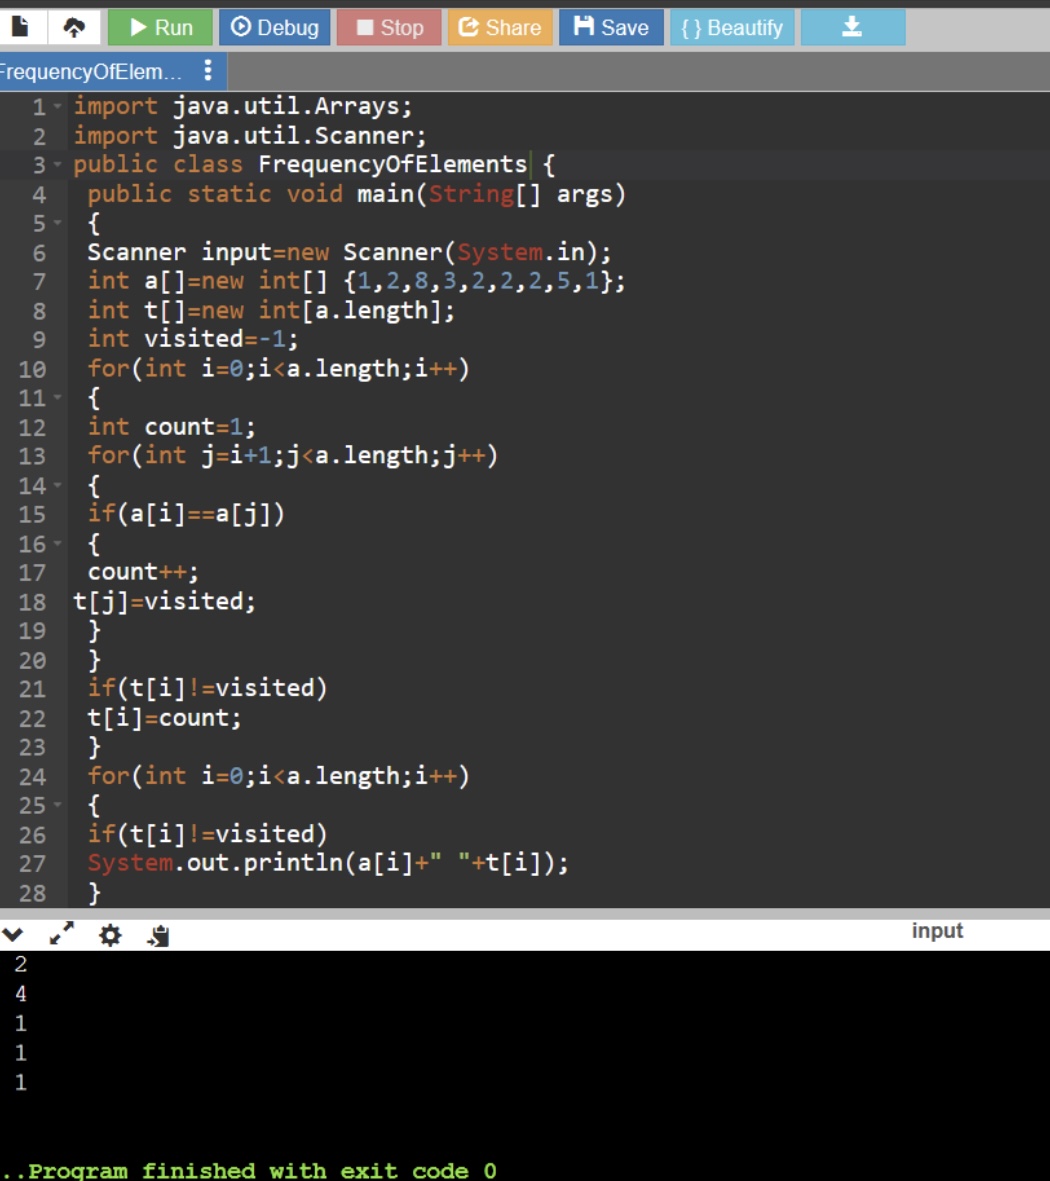 Run Debug Stop Share Save { } Beautify
FrequencyOfElem...
1 import java.util.Arrays;
2 import java.util.Scanner;
3 public class FrequencyOfElements {
4 public static void main(String[] args)
5 {
6 Scanner input=new Scanner(System.in);
7 int a[]=new int[] {1,2,8,3,2,2,2,5,1};
8 int t[]=new int[a.length];
9 int visited=-1;
10 for(int i=0;i<a.length;i++)
11 {
12 int count=1;
13 for(int j=i+1;j<a.length;j++)
14 {
15 if(a[i]==a[j])
16 {
17 count++;
18 t[j]=visited;
19 }
20 }
21 if(t[i]!=visited)
22 t[i]=count;
23 }
24 for(int i=0;i<a.length;i++)
25 {
26 if(t[i]!=visited)
27 System.out.println(a[i]+" "+t[i]);
28 }
input
2
4
1
1
1
..Program finished with exit code 0